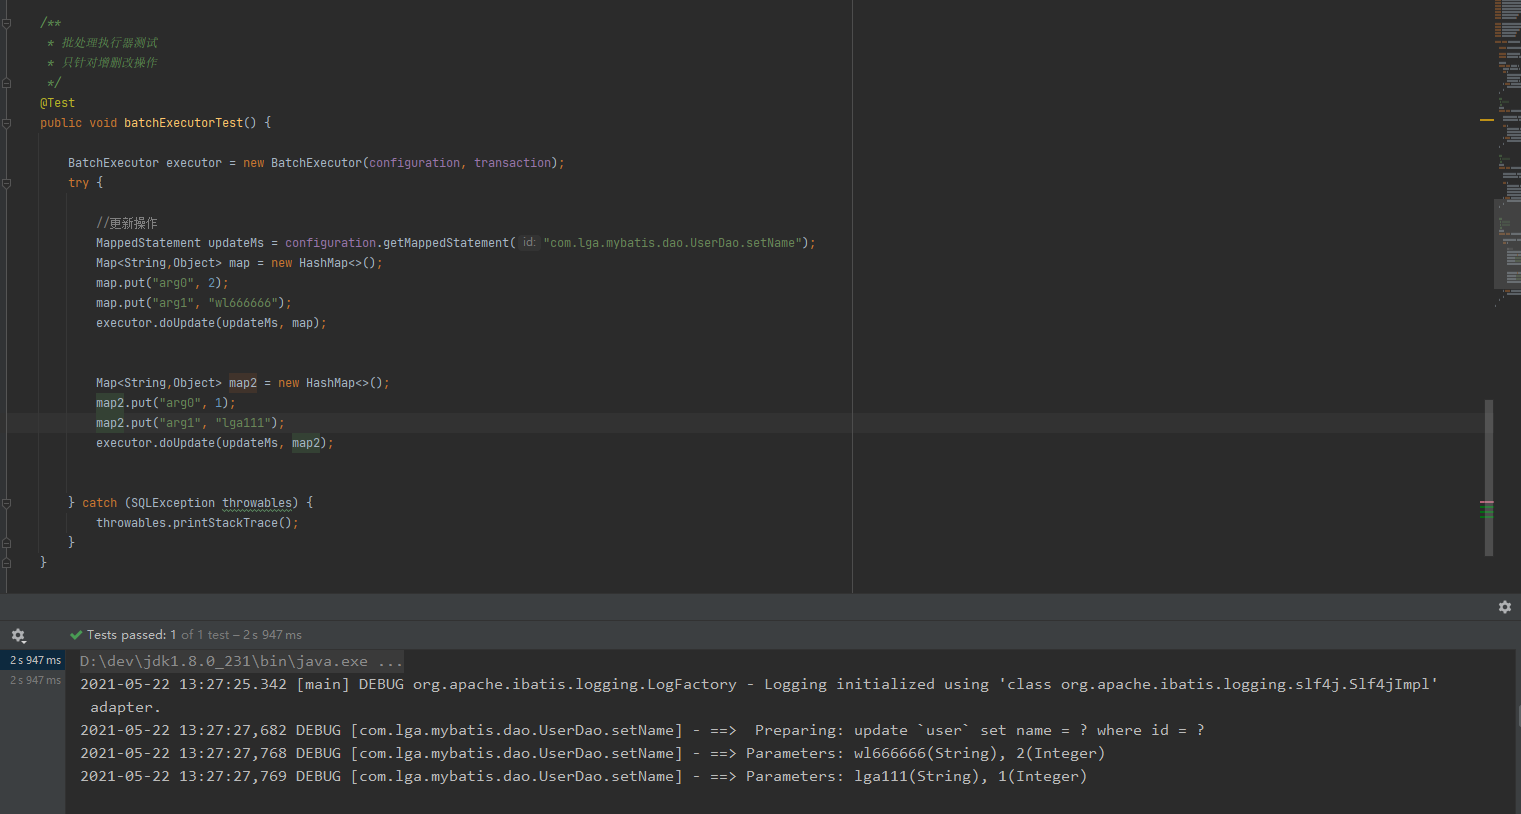 /**
 * 批处理执行器测试
 * 只针对增删改操作
 */
@Test
public void batchExecutorTest() {
BatchExecutor executor = new BatchExecutor(configuration, transaction);
try {
//更新操作
MappedStatement updateMs = configuration.getMappedStatement( id: "com.lga.mybatis.dao.UserDao.setName");
Map<String,Object> map = new HashMap<>();
map.put("arg0", 2);
map.put("arg1", "wl666666");
executor.doUpdate(updateMs, map);
Map<String,Object> map2 = new HashMap<>();
map2.put("arg0", 1);
map2.put("arg1", "lga111");
executor.doUpdate(updateMs, map2);
} catch (SQLException throwables) {
throwables.printStackTrace();
}
}
Tests passed: 1 of 1 test – 2 s 947 ms
2 s 947 ms
2 s 947 ms
D:\dev\jdk1.8.0_231\bin\java.exe ...
2021-05-22 13:27:25.342 [main] DEBUG org.apache.ibatis.logging.LogFactory - Logging initialized using 'class org.apache.ibatis.logging.slf4j.Slf4jImpl'
adapter.
2021-05-22 13:27:27,682 DEBUG [com.lga.mybatis.dao.UserDao.setName] - ==>  Preparing: update `user` set name = ? where id = ?
2021-05-22 13:27:27,768 DEBUG [com.lga.mybatis.dao.UserDao.setName] - ==> Parameters: wl666666(String), 2(Integer)
2021-05-22 13:27:27,769 DEBUG [com.lga.mybatis.dao.UserDao.setName] - ==> Parameters: lga111(String), 1(Integer)